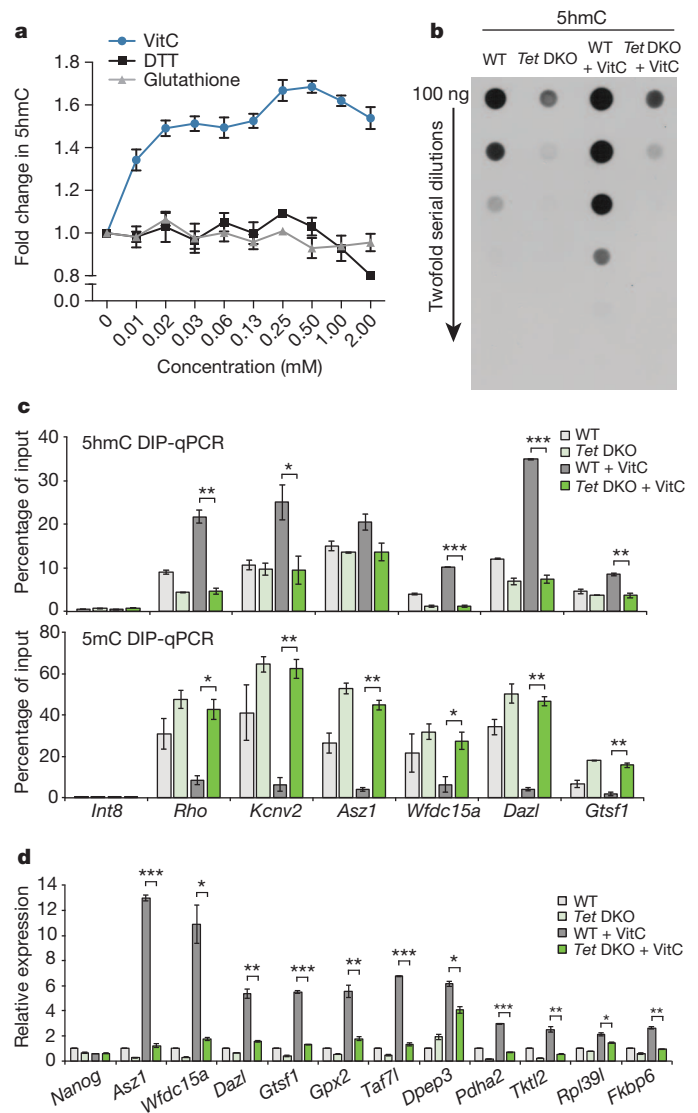 a
VitC
DTT
Glutathione
Fold change in 5hmC
1.8
1.6
1.4
1.2
1.0
0.8
0.0
0
0.01
0.02
0.03
0.06
0.13
0.25
0.50
1.00
2.00
Concentration (mM)
b
5hmC
WT
Tet DKO
WT + VitC
Tet DKO + VitC
100 ng
Twofold serial dilutions
c
5hmC DIP-qPCR
Percentage of input
40
30
20
10
0
**
*
***
***
**
WT
Tet DKO
WT + VitC
Tet DKO + VitC
5mC DIP-qPCR
Percentage of input
60
40
20
0
*
**
**
*
**
**
Int8
Rho
Kcnv2
Asz1
Wfdc15a
Dazl
Gtsf1
d
Relative expression
14
12
10
8
6
4
2
0
***
*
**
***
**
***
*
***
**
*
**
WT
Tet DKO
WT + VitC
Tet DKO + VitC
Nanog
Asz1
Wfdc15a
Dazl
Gtsf1
Gpx2
Taf7l
Dpep3
Pdha2
Tktl2
Rpl39l
Fkbp6